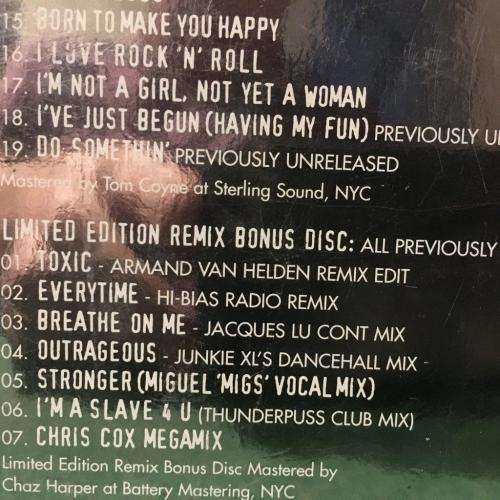 15. BORN TO MAKE YOU HAPPY
16. I LOVE ROCK 'N' ROLL
17. I'M NOT A GIRL, NOT YET A WOMAN
18. I'VE JUST BEGUN (HAVING MY FUN) PREVIOUSLY
19. DO SOMETHIN' PREVIOUSLY UNRELEASED
Mastered by Tom Coyne at Sterling Sound, NYC
LIMITED EDITION REMIX BONUS DISC: ALL PREVIOUSLY
01. TOXIC - ARMAND VAN HELDEN REMIX EDIT
02. EVERYTIME - HI-BIAS RADIO REMIX
03. BREATHE ON ME - JACQUES LU CONT MIX
04. OUTRAGEOUS - JUNKIE XL'S DANCEHALL MIX
05. STRONGER (MIGUEL 'MIGS' VOCAL MIX)
06. I'M A SLAVE 4 U (THUNDERPUSS CLUB MIX)
07. CHRIS COX MEGAMIX
Limited Edition Remix Bonus Disc Mastered by
Chaz Harper at Battery Mastering, NYC